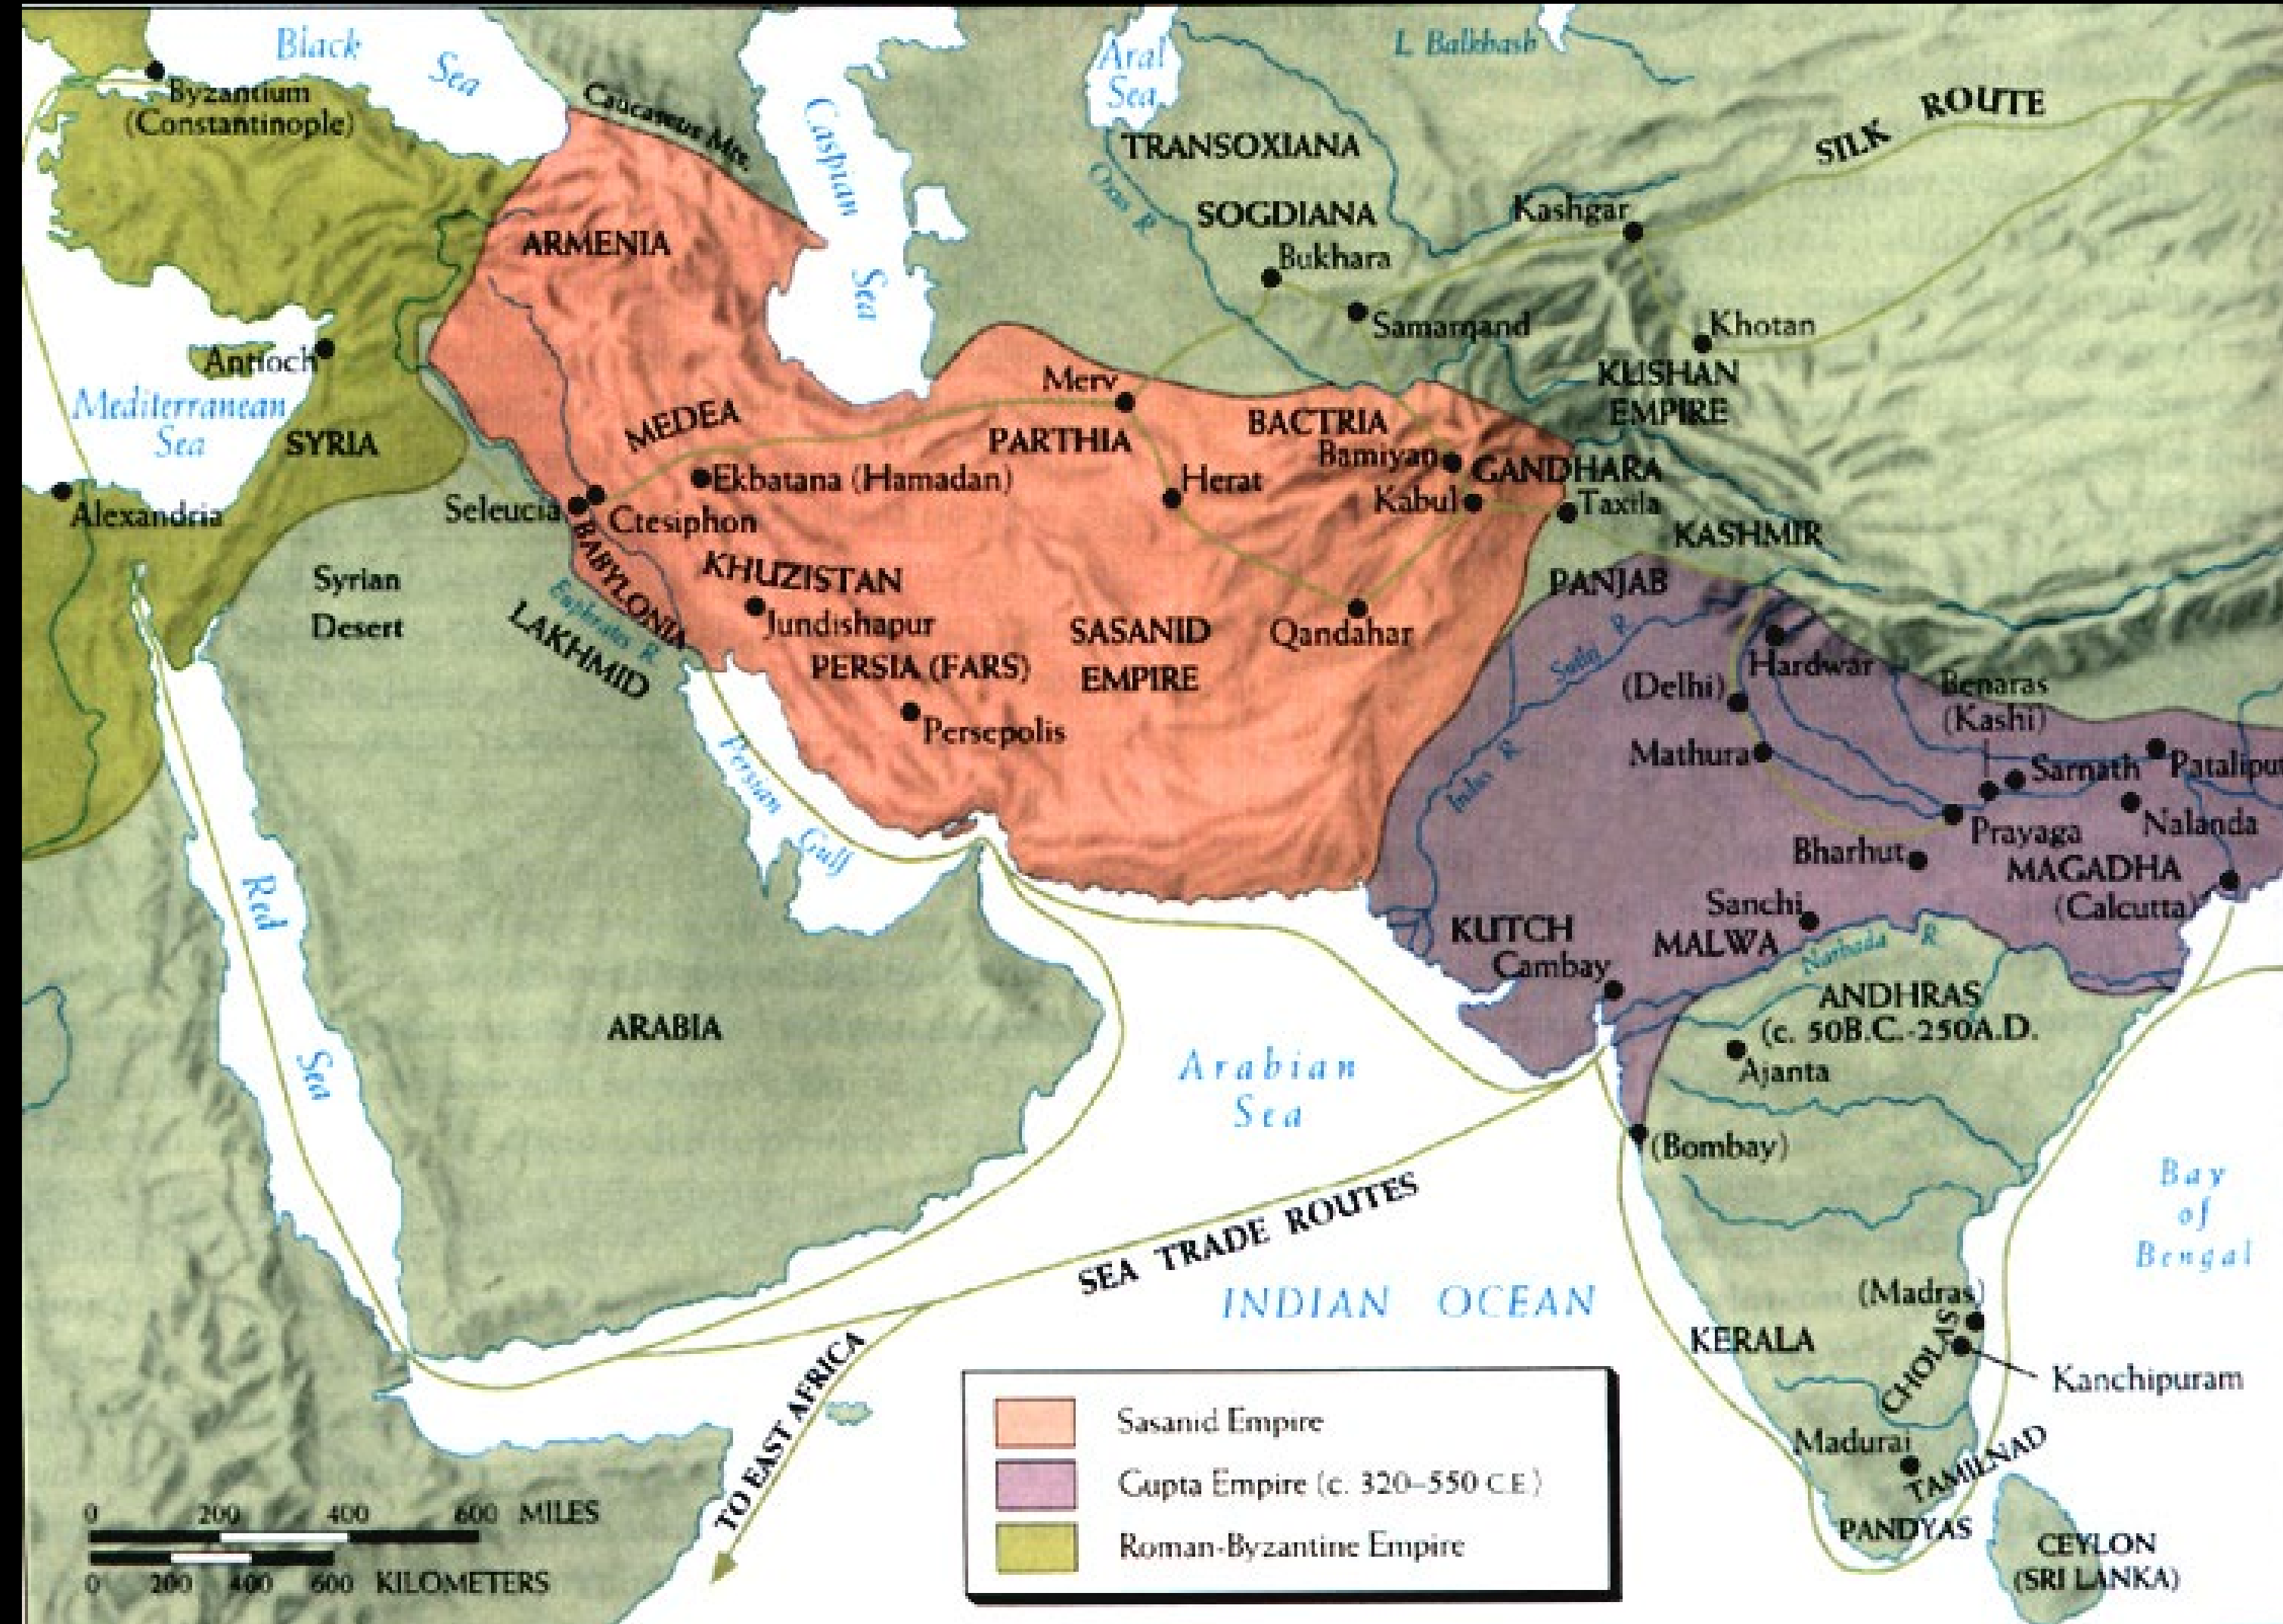 Black
Sea
Byzantium
(Constantinople)
Caucasus Mts.
Caspian
Sea
Aral
Sea
L Balkhash
TRANSOXIANA
Oxus R
SOGDIANA
Bukhara
Samarqand
Kashgar
SILK ROUTE
Khotan
KUSHAN
EMPIRE
ARMENIA
Antioch
Mediterranean
Sea
SYRIA
Alexandria
MEDEA
Merv
PARTHIA
BACTRIA
Bamiyan
GANDHARA
Kabul
Taxila
KASHMIR
Ekbatana (Hamadan)
Herat
Seleucia
Ctesiphon
BABYLONIA
KHUZISTAN
Jundishapur
Euphrates R
LAKHMID
Syrian
Desert
PERSIA (FARS)
SASANID
EMPIRE
Qandahar
Persepolis
PANJAB
Sutlej R
Hardwar
(Delhi)
Benaras
(Kashi)
Indus R
Mathura
Sarnath
Pataliput
Prayaga
Nalanda
Bharhut
MAGADHA
(Calcutta)
Sanchi
KUTCH
MALWA
Cambay
Narbada R
ANDHRAS
(c. 50B.C.-250A.D.
Ajanta
(Bombay)
Persian
Gulf
Red
Sea
ARABIA
Arabian
Sea
SEA TRADE ROUTES
INDIAN OCEAN
TO EAST AFRICA
Bay
of
Bengal
(Madras)
KERALA
CHOLAS
Kanchipuram
Madurai
TAMILNAD
PANDYAS
CEYLON
(SRI LANKA)
Sasanid Empire
Gupta Empire (c. 320–550 C.E.)
Roman-Byzantine Empire
0 200 400 600 MILES
0 200 400 600 KILOMETERS